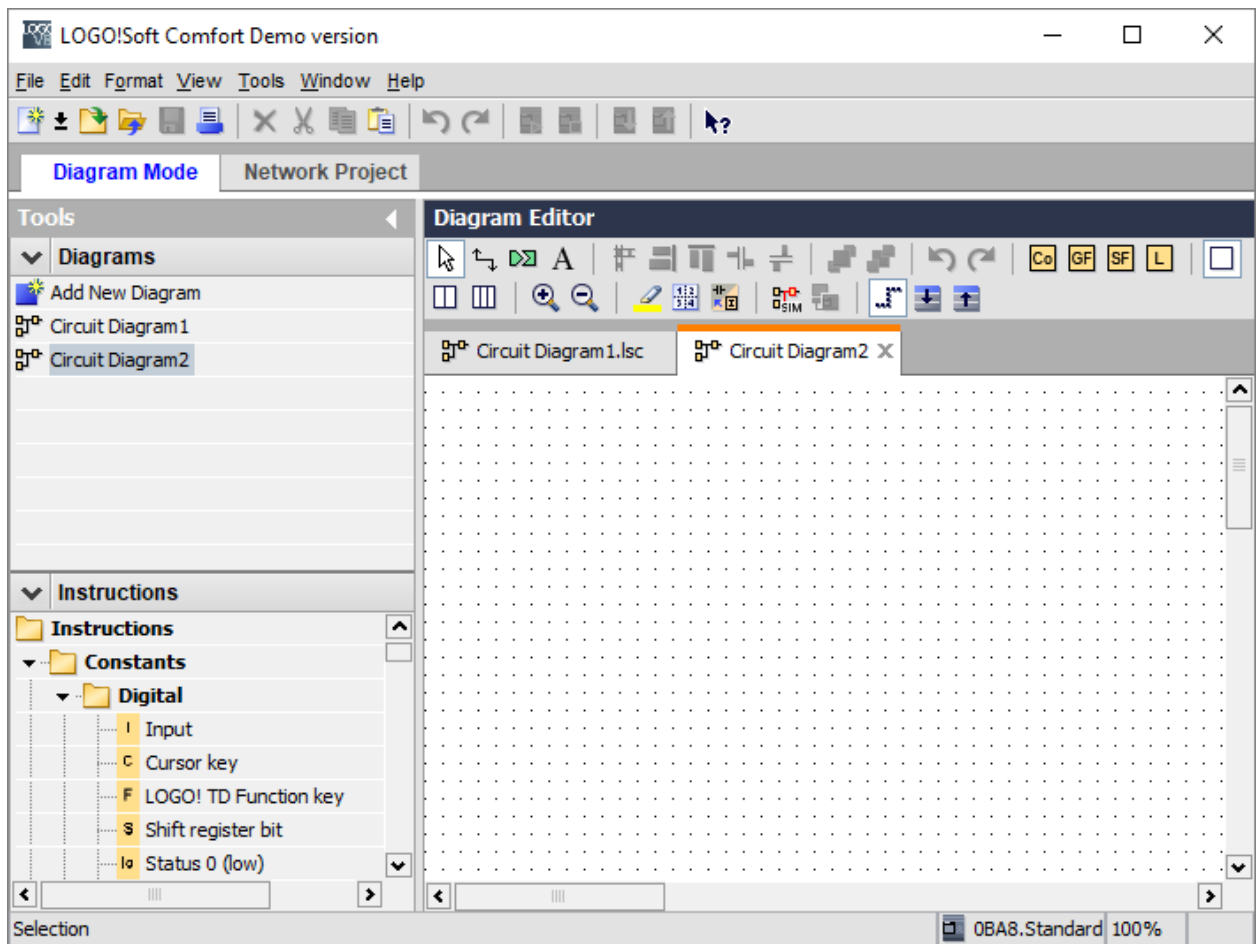 LOGO!Soft Comfort Demo version
File Edit Format View Tools Window Help
Diagram Mode Network Project
Tools
Diagrams
Add New Diagram
Circuit Diagram1
Circuit Diagram2
Instructions
Instructions
Constants
Digital
I Input
C Cursor key
F LOGO! TD Function key
S Shift register bit
lo Status 0 (low)
Diagram Editor
A Co GF SF L
SIM
Circuit Diagram1.lsc Circuit Diagram2
Selection 0BA8.Standard 100%